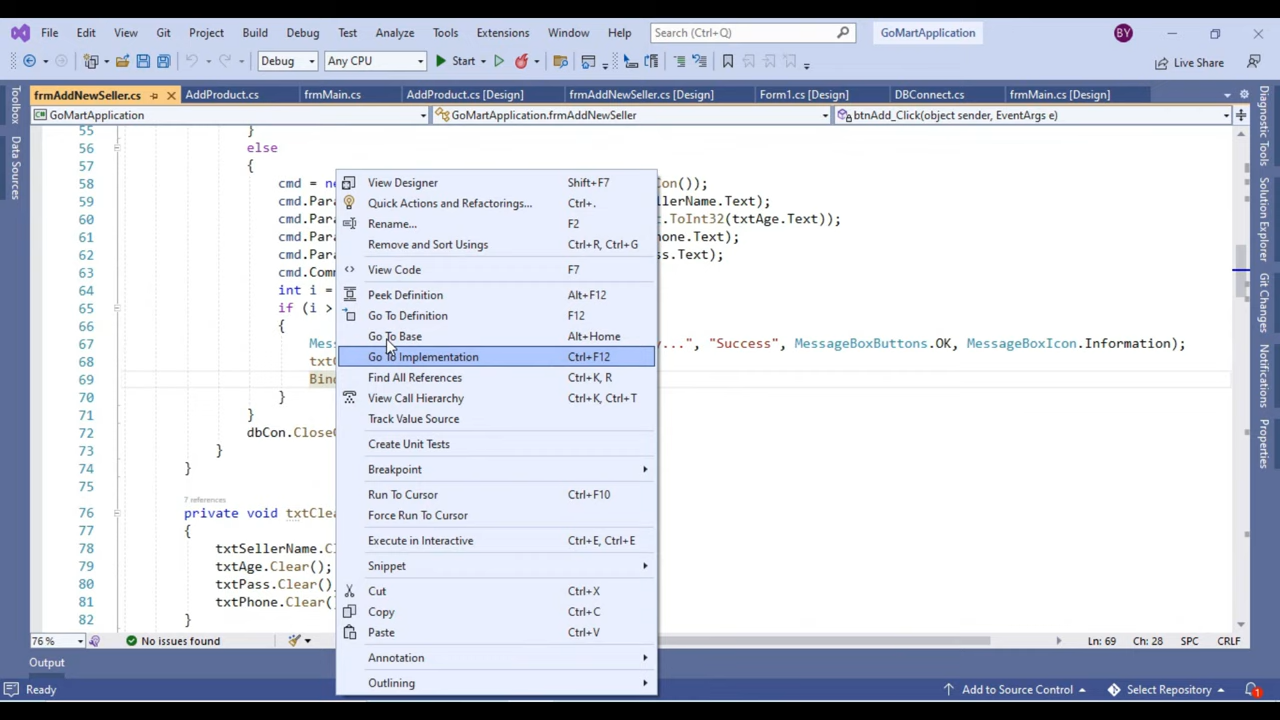 File Edit View Git Project Build Debug Test Analyze Tools Extensions Window Help Search (Ctrl+Q) GoMartApplication BY
Debug Any CPU Start Live Share
frmAddNewSeller.cs AddProduct.cs frmMain.cs AddProduct.cs [Design] frmAddNewSeller.cs [Design] Form1.cs [Design] DBConnect.cs frmMain.cs [Design]
GoMartApplication GoMartApplication.frmAddNewSeller btnAdd_Click(object sender, EventArgs e)
Toolbox
Data Sources
55 }
56 else
57 {
58 cmd = ne Con());
59 cmd.Para ellerName.Text);
60 cmd.Para t.ToInt32(txtAge.Text));
61 cmd.Para hone.Text);
62 cmd.Para ss.Text);
63 cmd.Comm
64 int i =
65 if (i >
66 {
67 Mess y...", "Success", MessageBoxButtons.OK, MessageBoxIcon.Information);
68 txtC
69 Bind
70 }
71 }
72 dbCon.CloseC
73 }
74 }
75
7 references
76 private void txtClea
77 {
78 txtSellerName.C
79 txtAge.Clear();
80 txtPass.Clear()
81 txtPhone.Clear(
82 }
View Designer Shift+F7
Quick Actions and Refactorings... Ctrl+.
Rename... F2
Remove and Sort Usings Ctrl+R, Ctrl+G
View Code F7
Peek Definition Alt+F12
Go To Definition F12
Go To Base Alt+Home
Go To Implementation Ctrl+F12
Find All References Ctrl+K, R
View Call Hierarchy Ctrl+K, Ctrl+T
Track Value Source
Create Unit Tests
Breakpoint
Run To Cursor Ctrl+F10
Force Run To Cursor
Execute in Interactive Ctrl+E, Ctrl+E
Snippet
Cut Ctrl+X
Copy Ctrl+C
Paste Ctrl+V
Annotation
Outlining
Diagnostic Tools
Solution Explorer
Git Changes
Properties
76 % No issues found Ln: 69 Ch: 28 SPC CRLF
Output
Ready Add to Source Control Select Repository 1